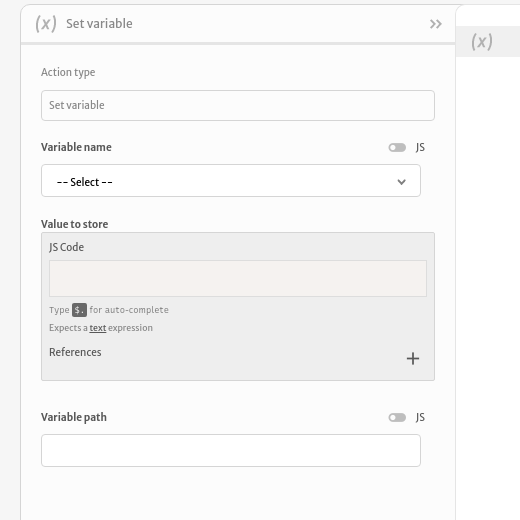 (x) Set variable
(x)
Action type
Set variable
Variable name
JS
-- Select --
Value to store
JS Code
Type $. for auto-complete
Expects a text expression
References
Variable path
JS